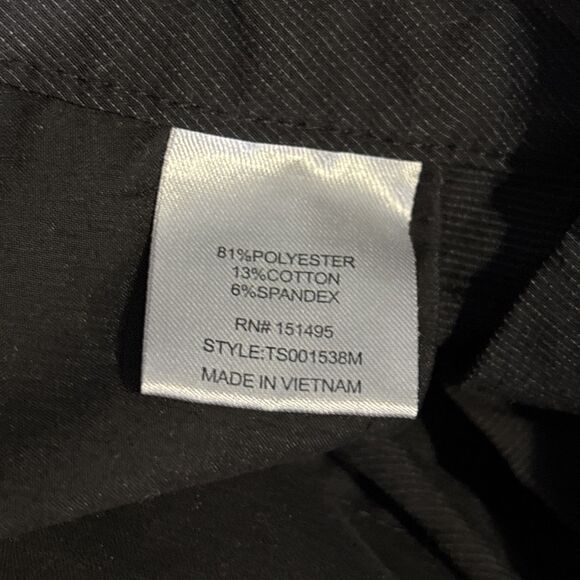 81%POLYESTER
13%COTTON
6%SPANDEX
RN# 151495
STYLE:TS001538M
MADE IN VIETNAM